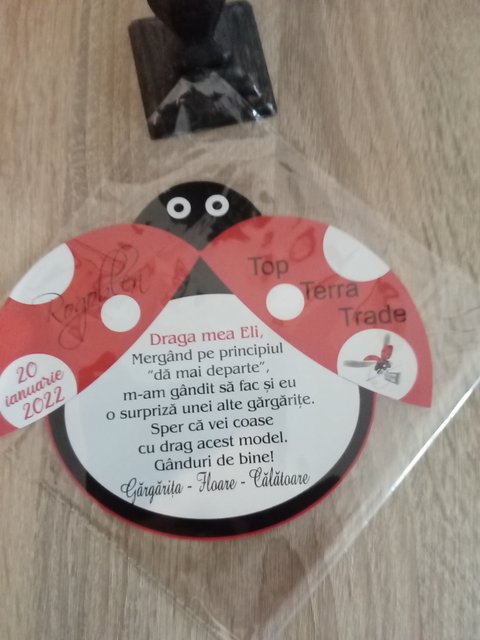 Top
Terra
Trade
20
ianuarie
2022
Draga mea Eli,
Mergând pe principiul
"dă mai departe",
m-am gândit să fac și eu
o surpriză unei alte gărgărițe.
Sper că vei coase
cu drag acest model.
Gânduri de bine!
Gărgărița - Floare - Călătoare